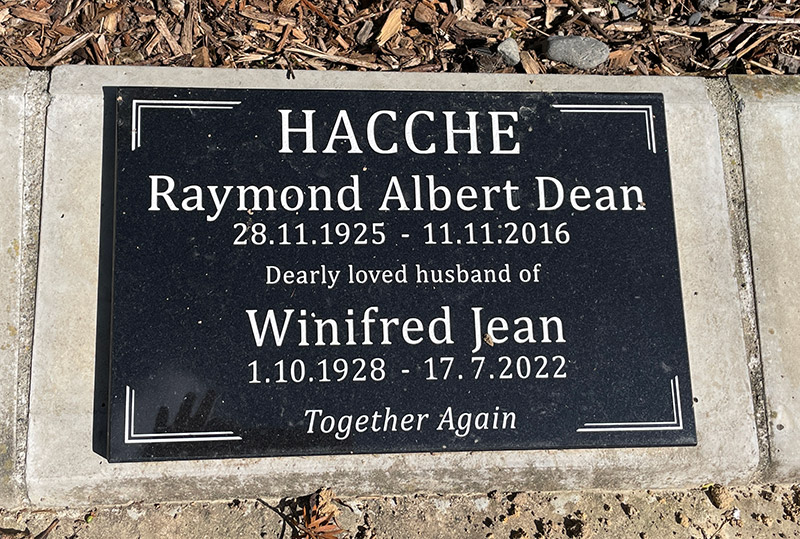 HACCHE
Raymond Albert Dean
28.11.1925 - 11.11.2016
Dearly loved husband of
Winifred Jean
1.10.1928 - 17.7.2022
Together Again